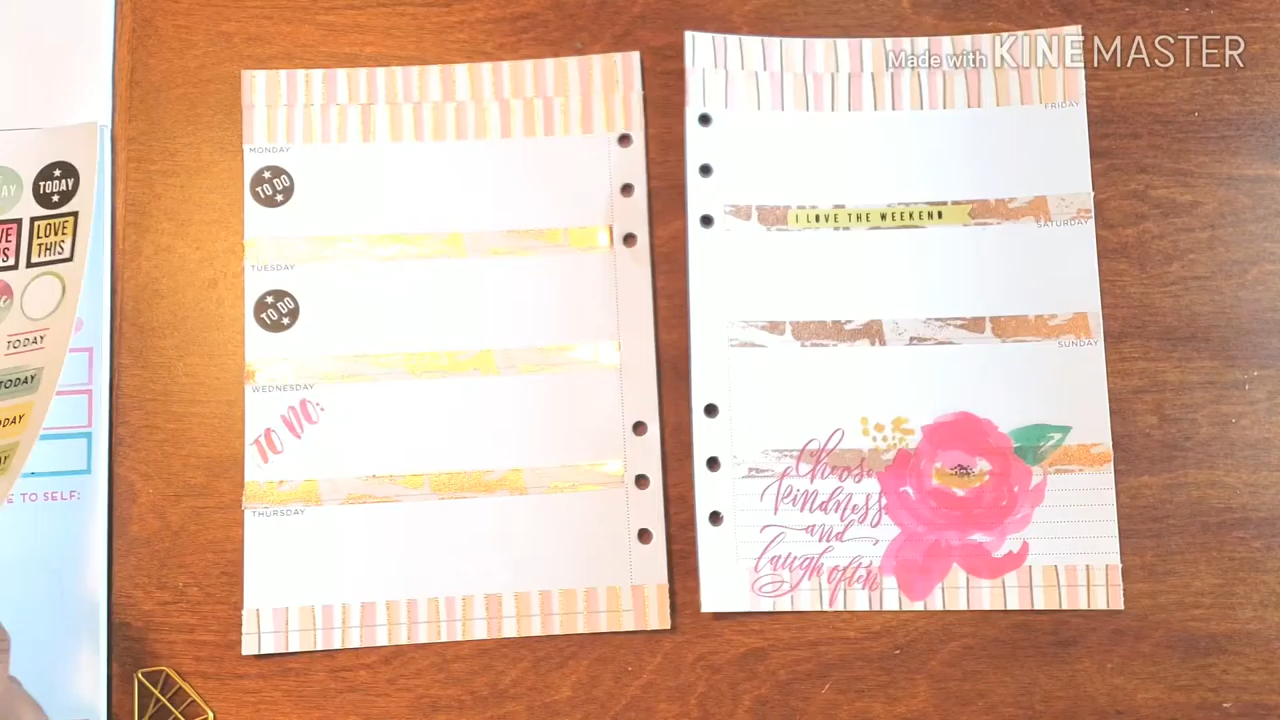 Made with KINEMASTER
TODAY
LOVE
THIS
TODAY
TODAY
E TO SELF:
MONDAY
TO DO
TUESDAY
TO DO
WEDNESDAY
TO DO:
THURSDAY
FRIDAY
I LOVE THE WEEKEND
SATURDAY
SUNDAY
Choose
kindness
and
laugh often